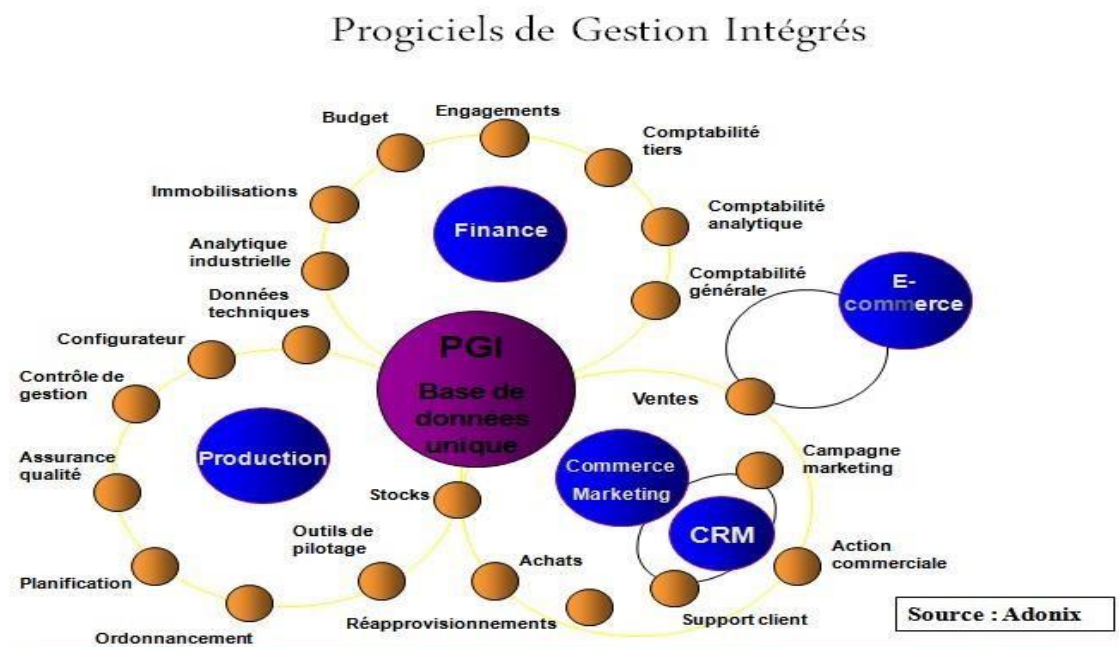 Progiciels de Gestion Intégrés
Budget
Engagements
Comptabilité
tiers
Immobilisations
Comptabilité
analytique
Finance
Analytique
industrielle
Comptabilité
générale
E-
commerce
Données
techniques
Configurateur
PGI
Base de
données
unique
Contrôle de
gestion
Ventes
Production
Assurance
qualité
Commerce
Marketing
Campagne
marketing
Stocks
CRM
Outils de
pilotage
Achats
Action
commerciale
Planification
Réapprovisionnements
Support client
Ordonnancement
Source : Adonix